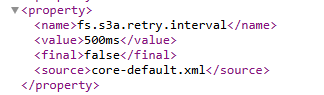 ▼<property>
<name>fs.s3a.retry.interval</name>
<value>500ms</value>
<final>false</final>
<source>core-default.xml</source>
</property>